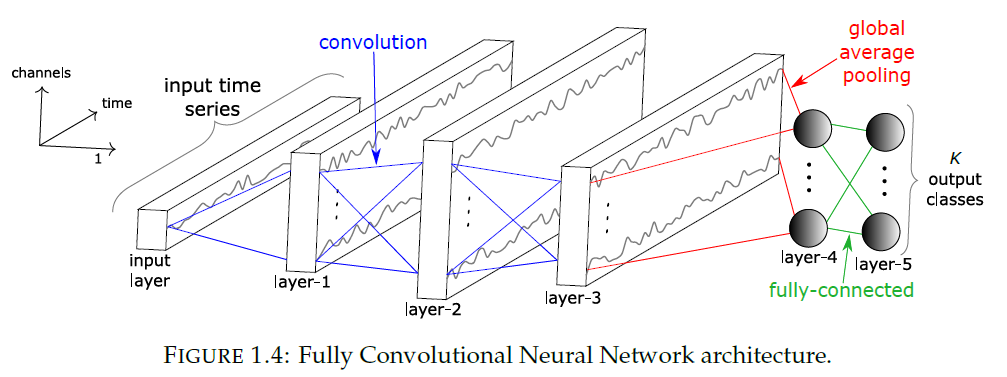 channels
time
1
input time
series
convolution
global
average
pooling
K
output
classes
input
layer
layer-1
layer-2
layer-3
layer-4
layer-5
fully-connected
FIGURE 1.4: Fully Convolutional Neural Network architecture.